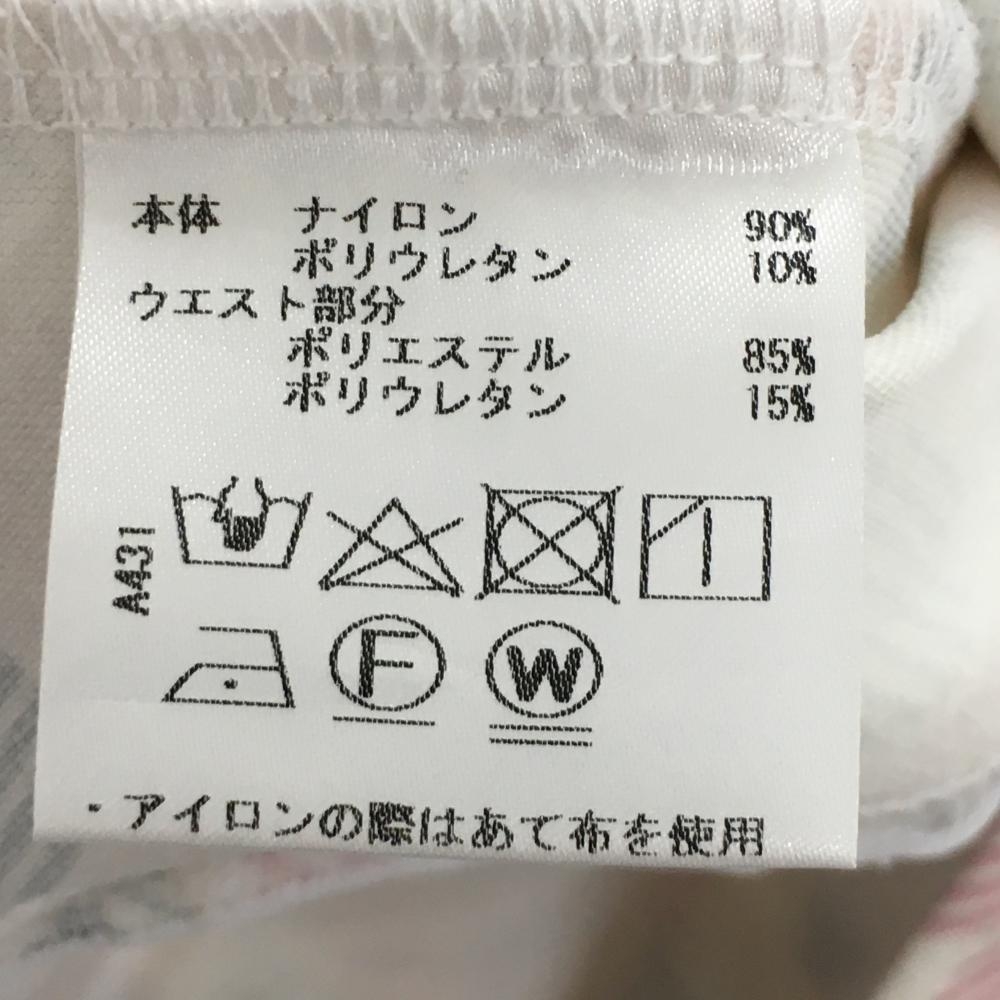 本体 ナイロン 90%
ポリウレタン 10%
ウエスト部分
ポリエステル 85%
ポリウレタン 15%
A431
F
W
・アイロンの際はあて布を使用